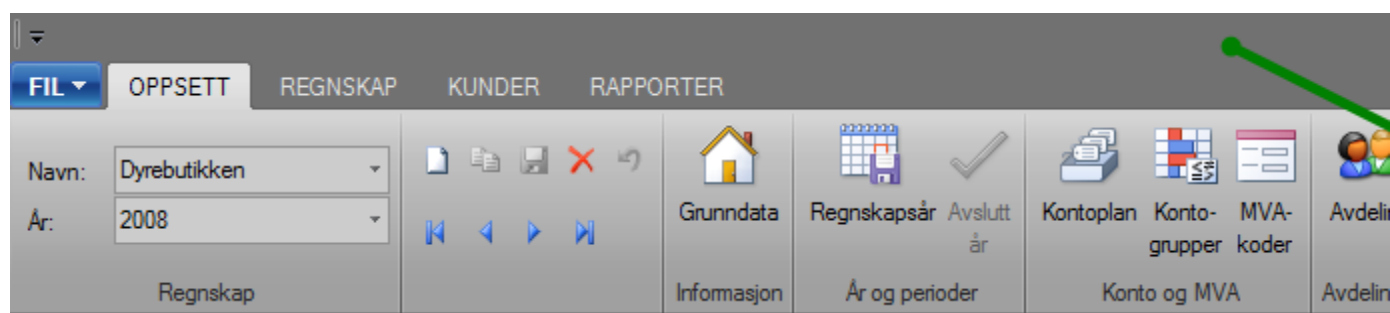 FIL OPPSETT REGNSKAP KUNDER RAPPORTER
Navn: Dyrebutikken
År: 2008
Regnskap
Grunndata
Informasjon
Regnskapsår Avslutt
år
År og perioder
Kontoplan Konto- MVA-
grupper koder
Konto og MVA